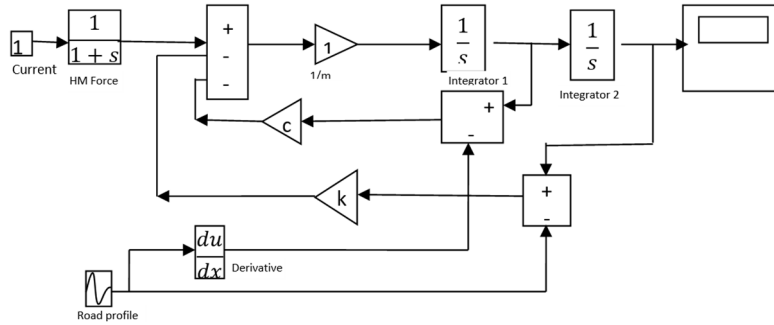 1
Current
1
1 + s
HM Force
+
-
-
1
1/m
1
s
Integrator 1
1
s
Integrator 2
c
+
-
k
+
-
du
dx
Derivative
Road profile